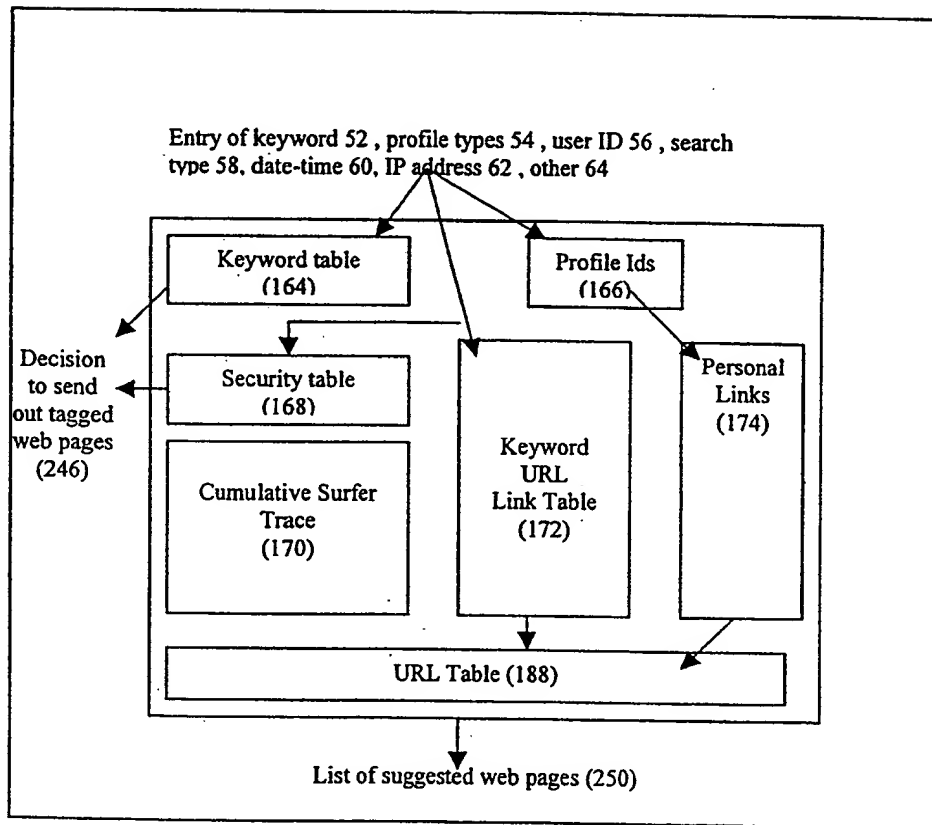 Entry of keyword 52 , profile types 54 , user ID 56 , search
type 58, date-time 60, IP address 62 , other 64
Keyword table
(164)
Profile Ids
(166)
Decision
to send
out tagged
web pages
(246)
Security table
(168)
Personal
Links
(174)
Keyword
URL
Link Table
(172)
Cumulative Surfer
Trace
(170)
URL Table (188)
List of suggested web pages (250)